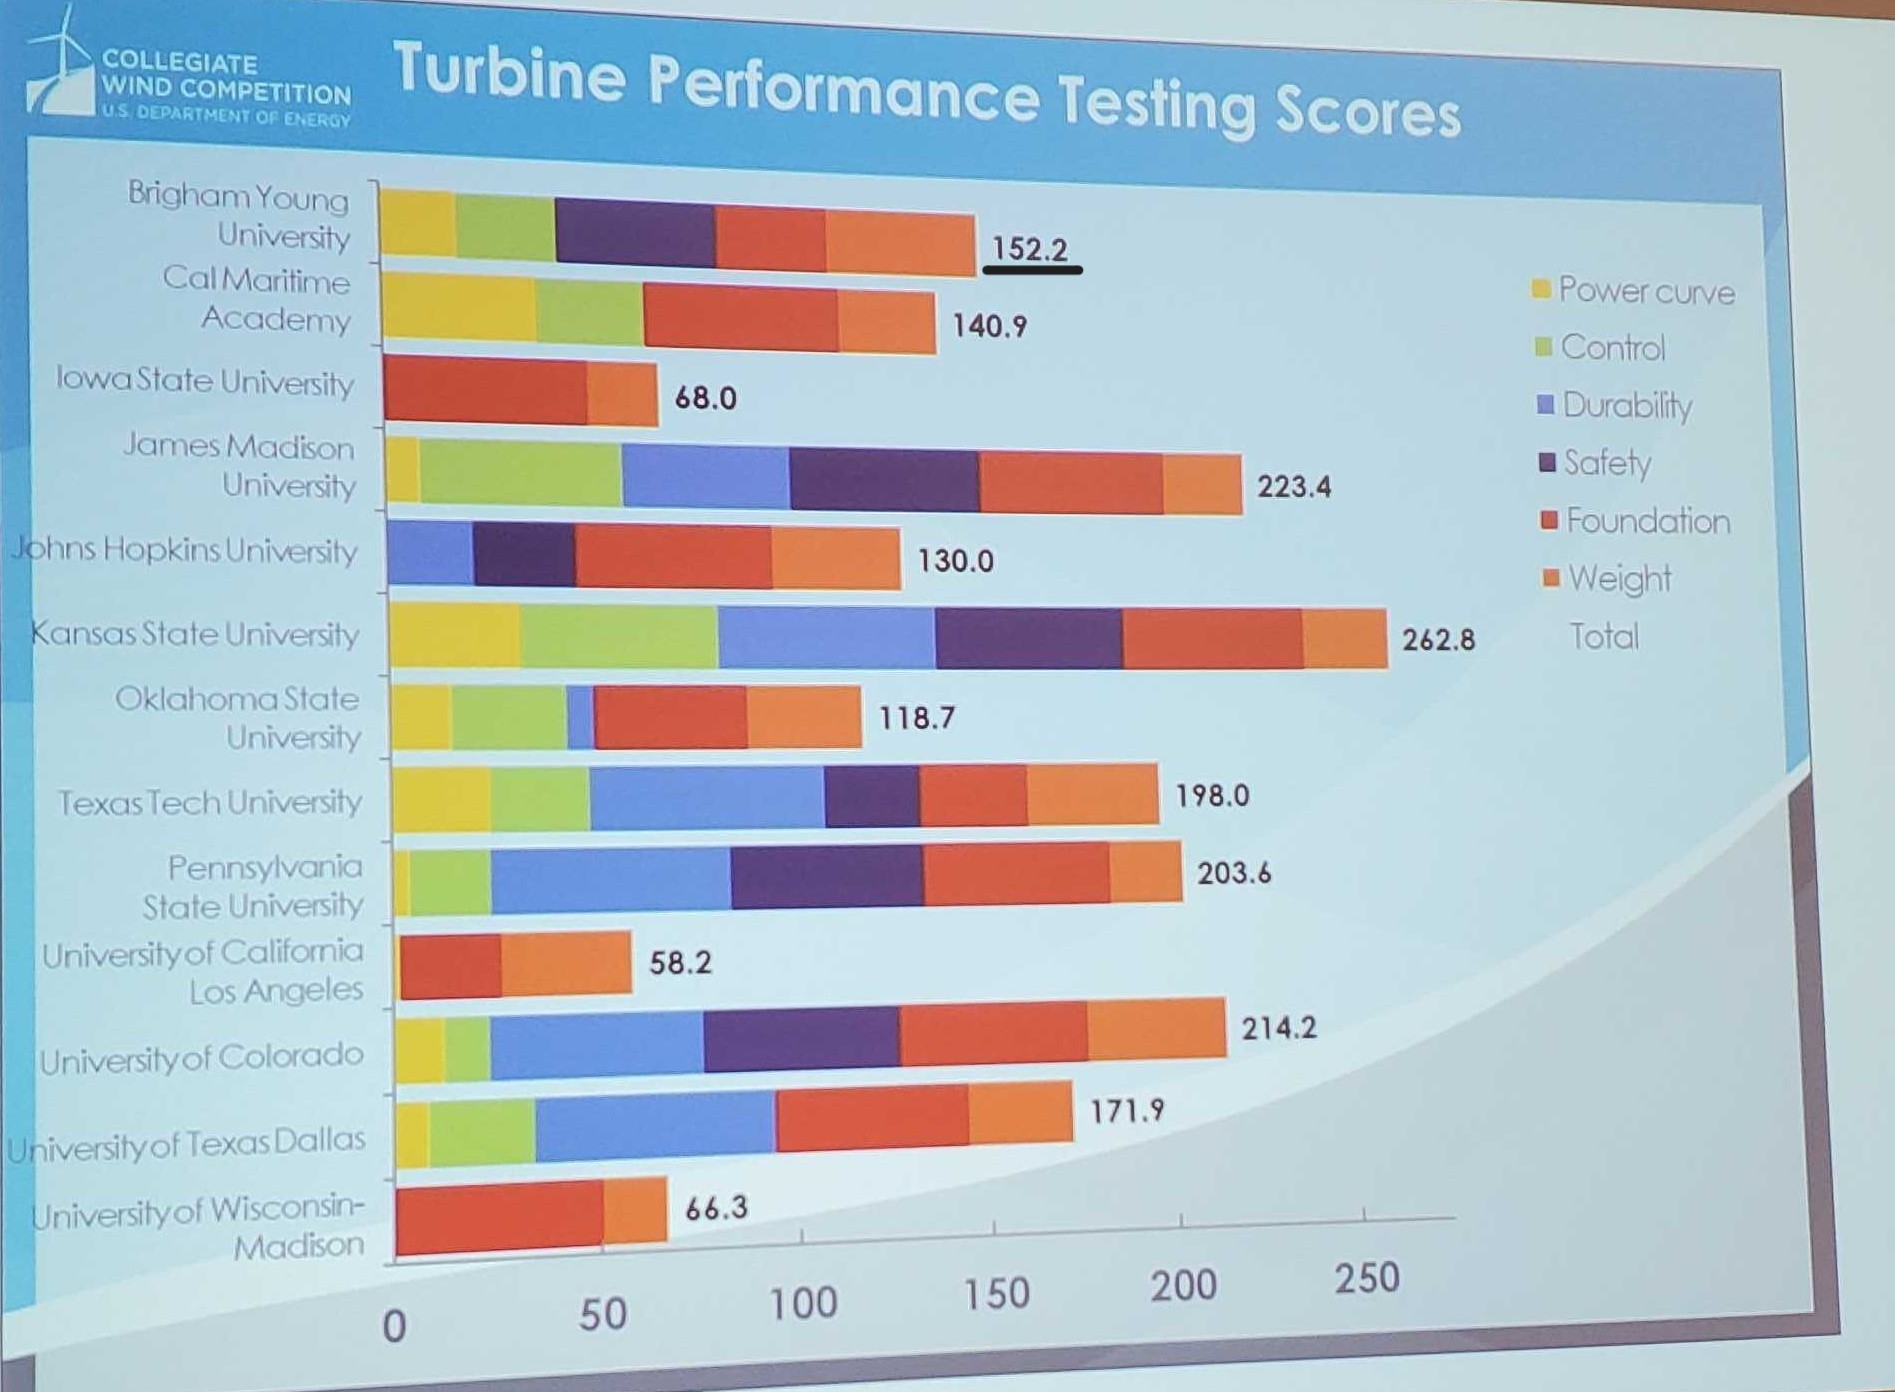 COLLEGIATE
WIND COMPETITION
U.S. DEPARTMENT OF ENERGY
Turbine Performance Testing Scores
Brigham Young
University
152.2
Cal Maritime
Academy
140.9
Iowa State University
68.0
James Madison
University
223.4
Johns Hopkins University
130.0
Kansas State University
262.8
Oklahoma State
University
118.7
Texas Tech University
198.0
Pennsylvania
State University
203.6
University of California
Los Angeles
58.2
University of Colorado
214.2
University of Texas Dallas
171.9
University of Wisconsin-
Madison
66.3
0
50
100
150
200
250
Power curve
Control
Durability
Safety
Foundation
Weight
Total